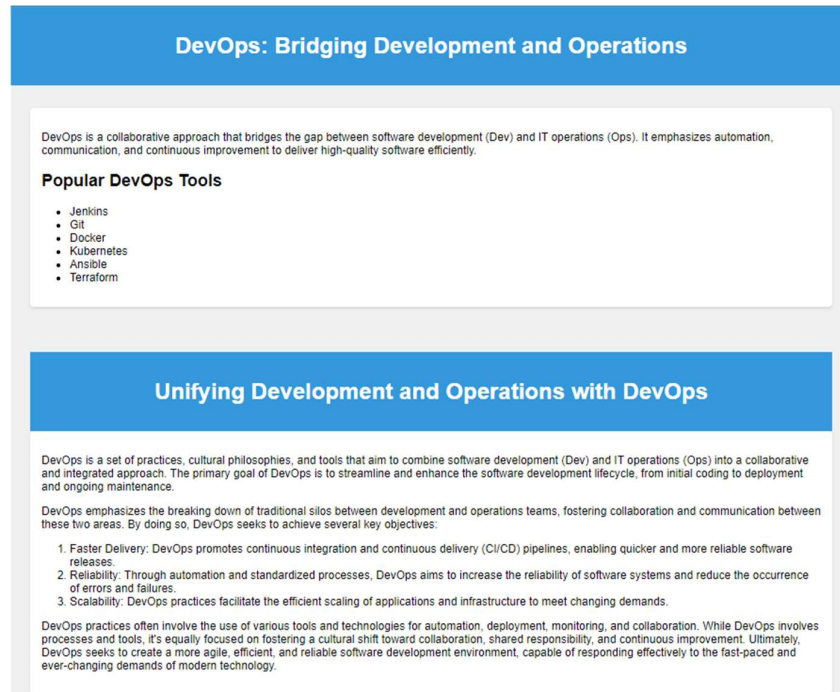 DevOps: Bridging Development and Operations
DevOps is a collaborative approach that bridges the gap between software development (Dev) and IT operations (Ops). It emphasizes automation,
communication, and continuous improvement to deliver high-quality software efficiently.
Popular DevOps Tools
• Jenkins
• Git
• Docker
• Kubernetes
• Ansible
• Terraform
Unifying Development and Operations with DevOps
DevOps is a set of practices, cultural philosophies, and tools that aim to combine software development (Dev) and IT operations (Ops) into a collaborative
and integrated approach. The primary goal of DevOps is to streamline and enhance the software development lifecycle, from initial coding to deployment
and ongoing maintenance.
DevOps emphasizes the breaking down of traditional silos between development and operations teams, fostering collaboration and communication between
these two areas. By doing so, DevOps seeks to achieve several key objectives:
1. Faster Delivery: DevOps promotes continuous integration and continuous delivery (CI/CD) pipelines, enabling quicker and more reliable software
releases.
2. Reliability: Through automation and standardized processes, DevOps aims to increase the reliability of software systems and reduce the occurrence
of errors and failures.
3. Scalability: DevOps practices facilitate the efficient scaling of applications and infrastructure to meet changing demands.
DevOps practices often involve the use of various tools and technologies for automation, deployment, monitoring, and collaboration. While DevOps involves
processes and tools, it's equally focused on fostering a cultural shift toward collaboration, shared responsibility, and continuous improvement. Ultimately,
DevOps seeks to create a more agile, efficient, and reliable software development environment, capable of responding effectively to the fast-paced and
ever-changing demands of modern technology.